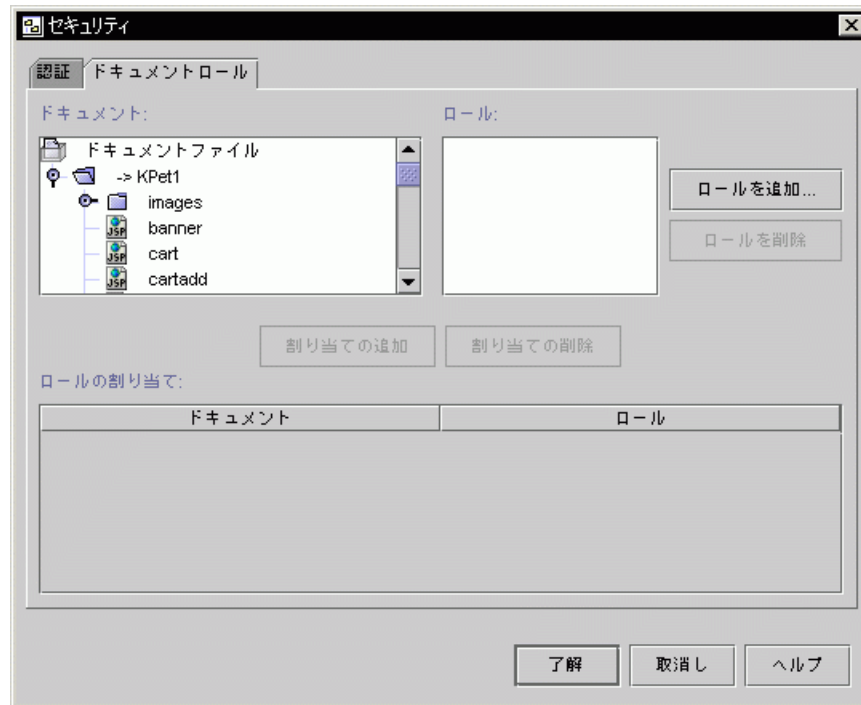 セキュリティ
認証 ドキュメントロール
ドキュメント: ロール:
ドキュメントファイル
-> KPet1
images
JSP banner
JSP cart
JSP cartadd
ロールを追加...
ロールを削除
割り当ての追加 割り当ての削除
ロールの割り当て:
ドキュメント ロール
了解 取消し ヘルプ